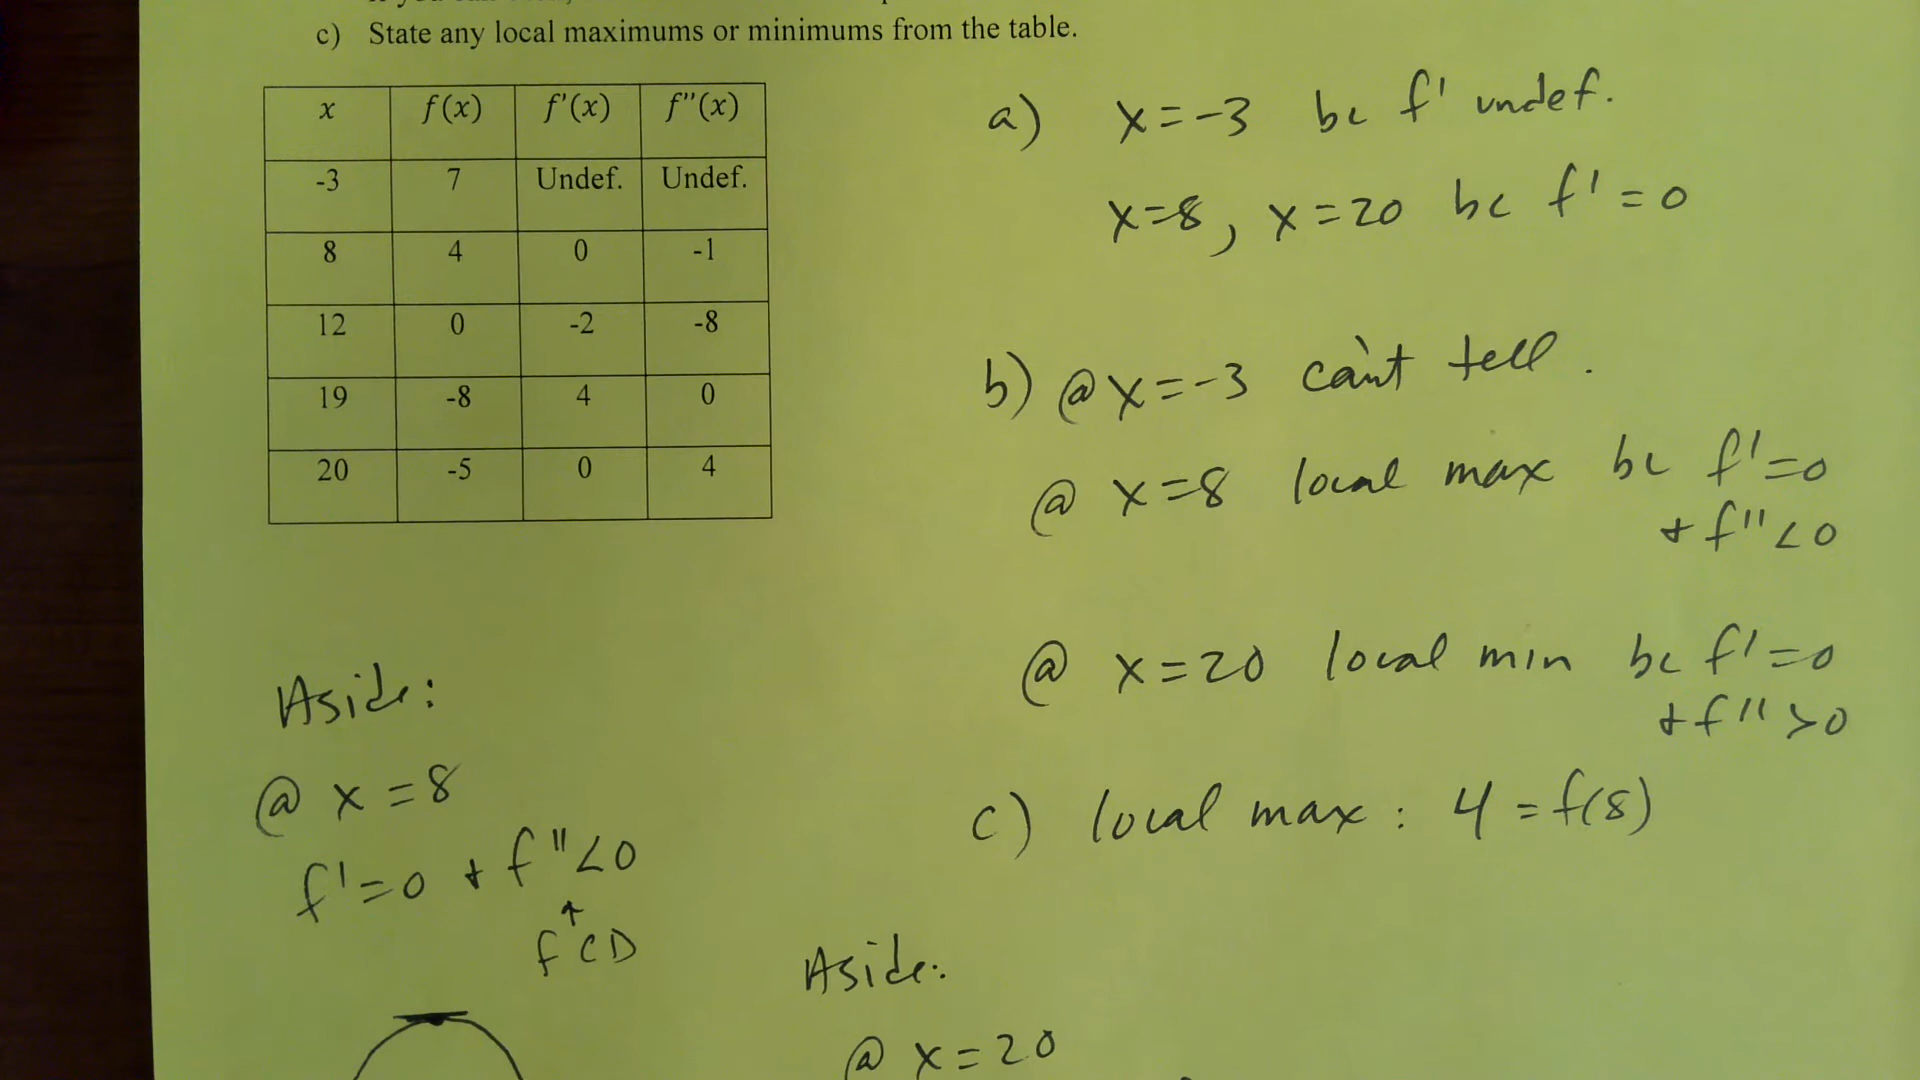 c) State any local maximums or minimums from the table.
x f(x) f'(x) f"(x)
-3 7 Undef. Undef.
8 4 0 -1
12 0 -2 -8
19 -8 4 0
20 -5 0 4
a) x=-3 bc f' undef.
x=8, x=20 bc f'=0
b) @ x=-3 can't tell.
@ x=8 local max bc f'=0
+ f"<0
@ x=20 local min bc f'=0
+ f">0
c) local max: 4=f(8)
Aside:
@ x=8
f'=0 + f"<0
↑
f CD
Aside:
@ x=20